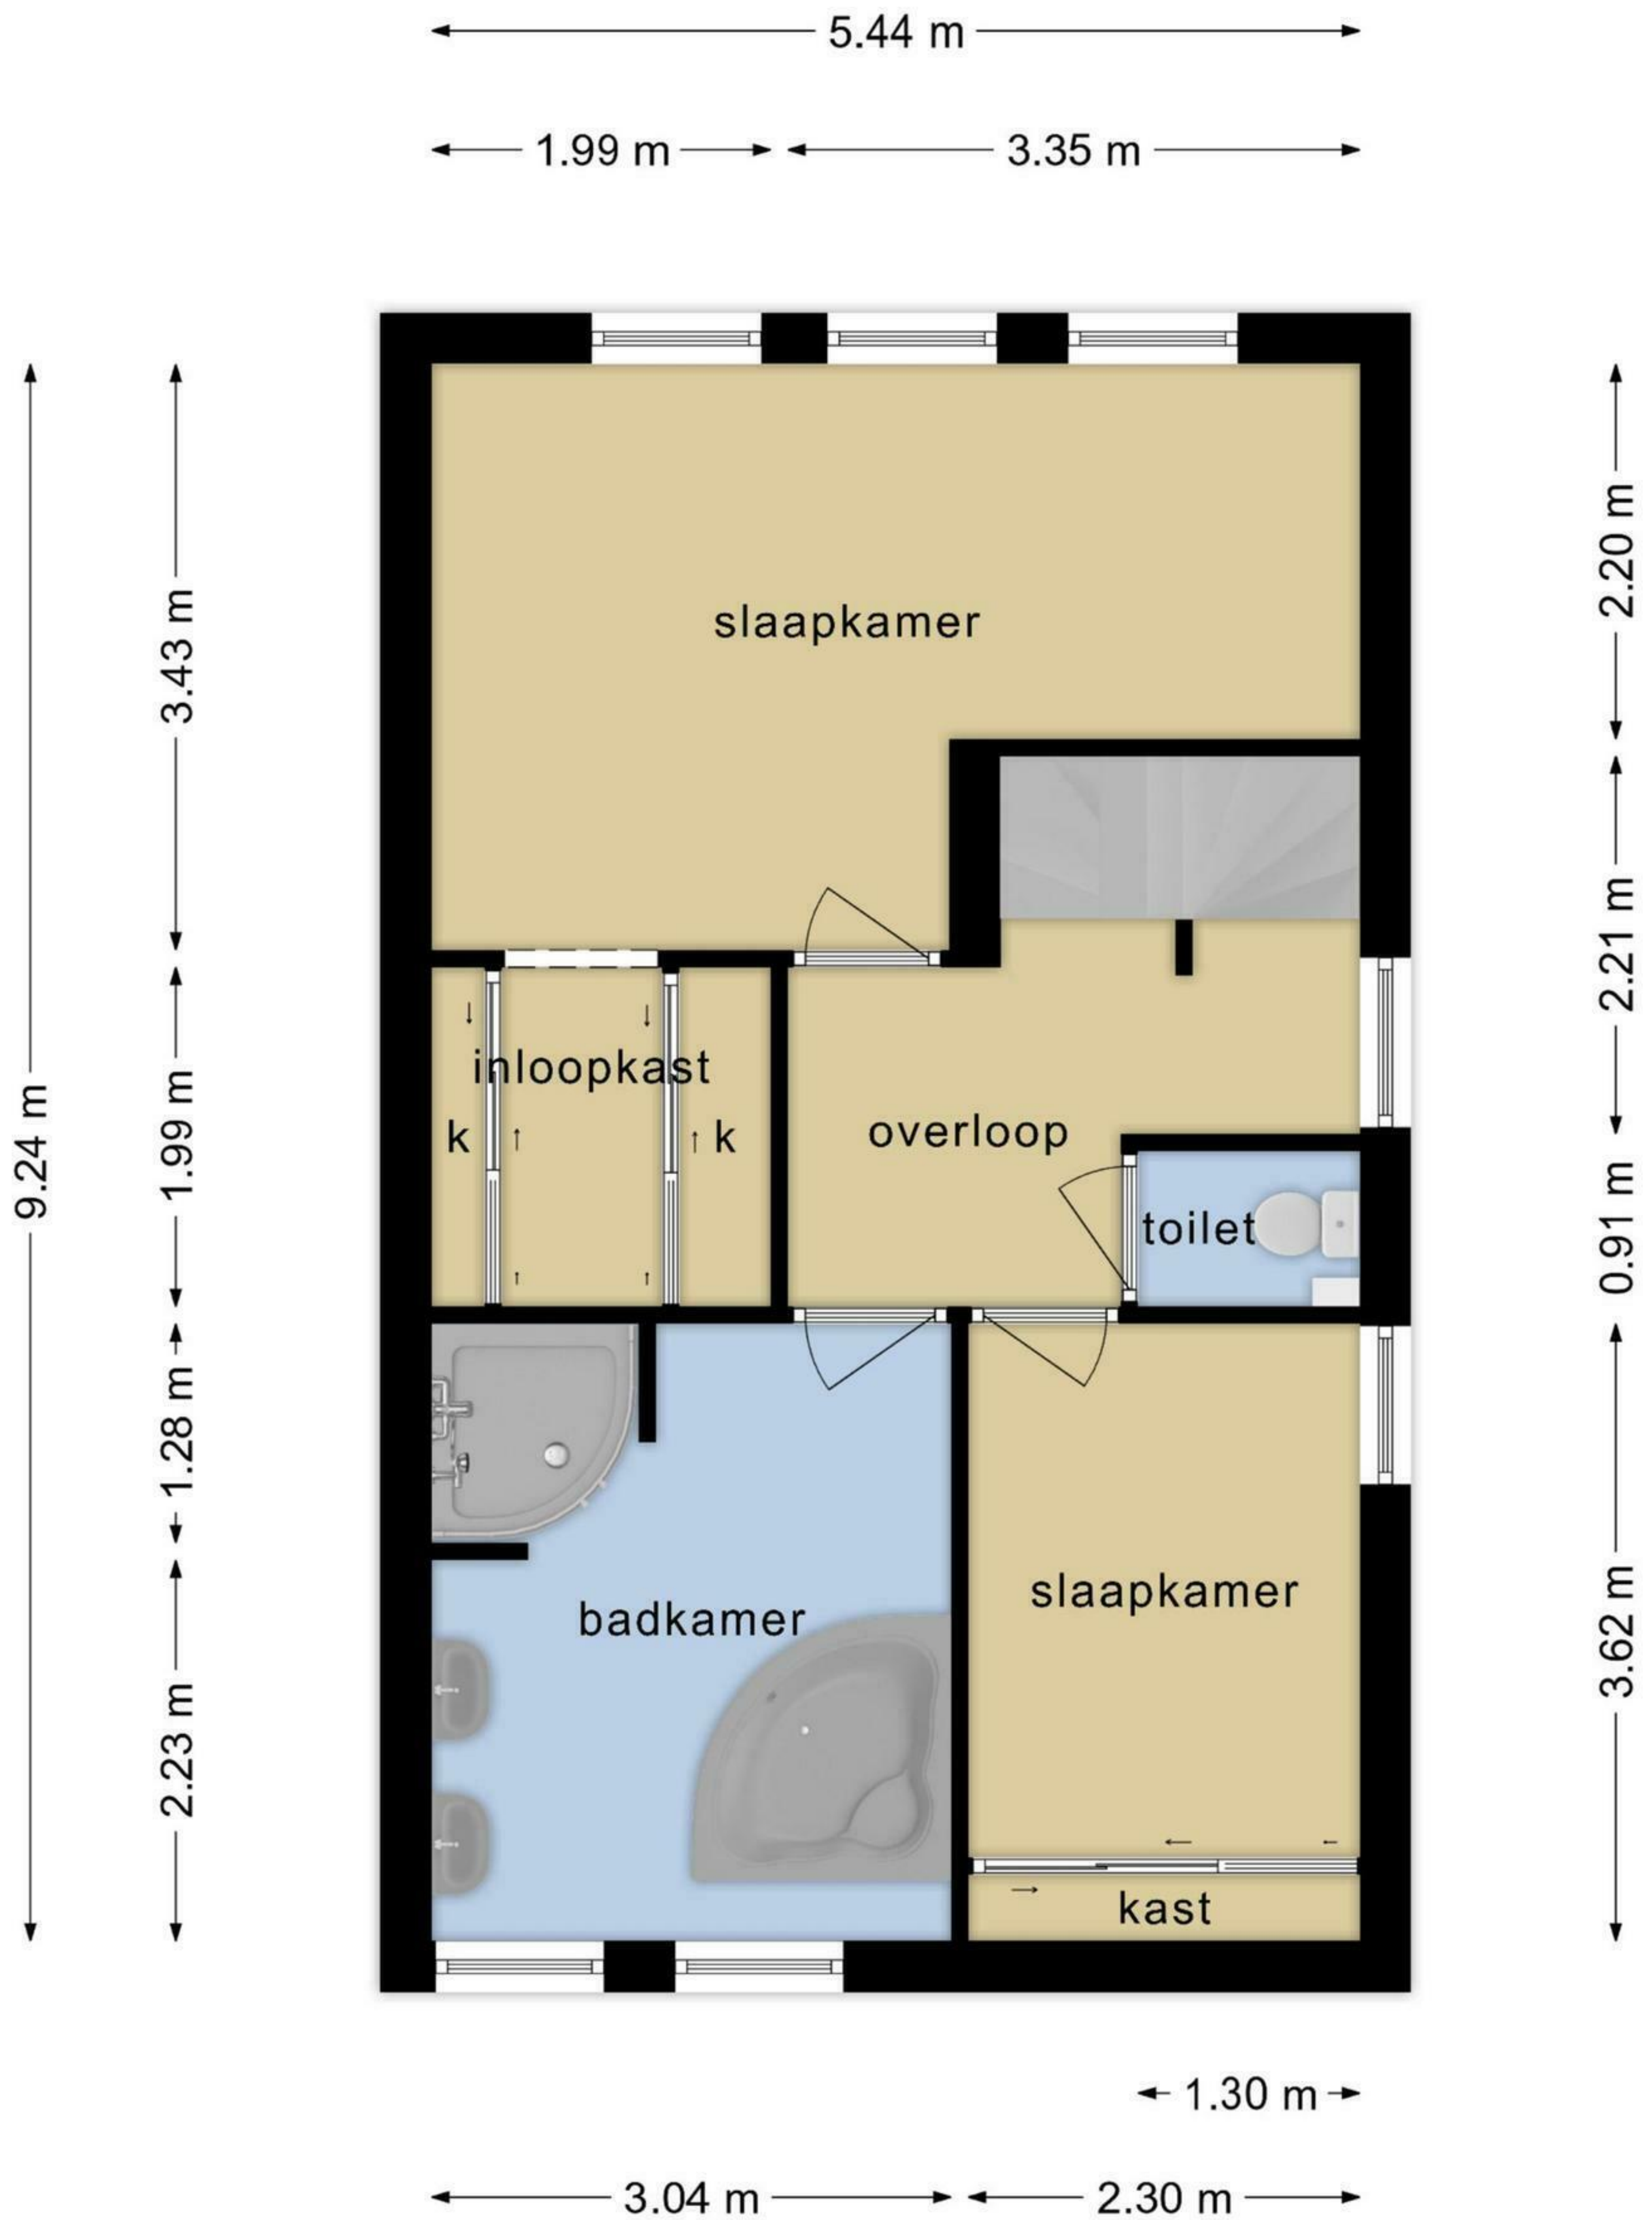 5.44 m
1.99 m
3.35 m
9.24 m
3.43 m
1.99 m
1.28 m
2.23 m
slaapkamer
inloopkast
k
k
overloop
toilet
badkamer
slaapkamer
kast
2.20 m
2.21 m
0.91 m
3.62 m
1.30 m
3.04 m
2.30 m